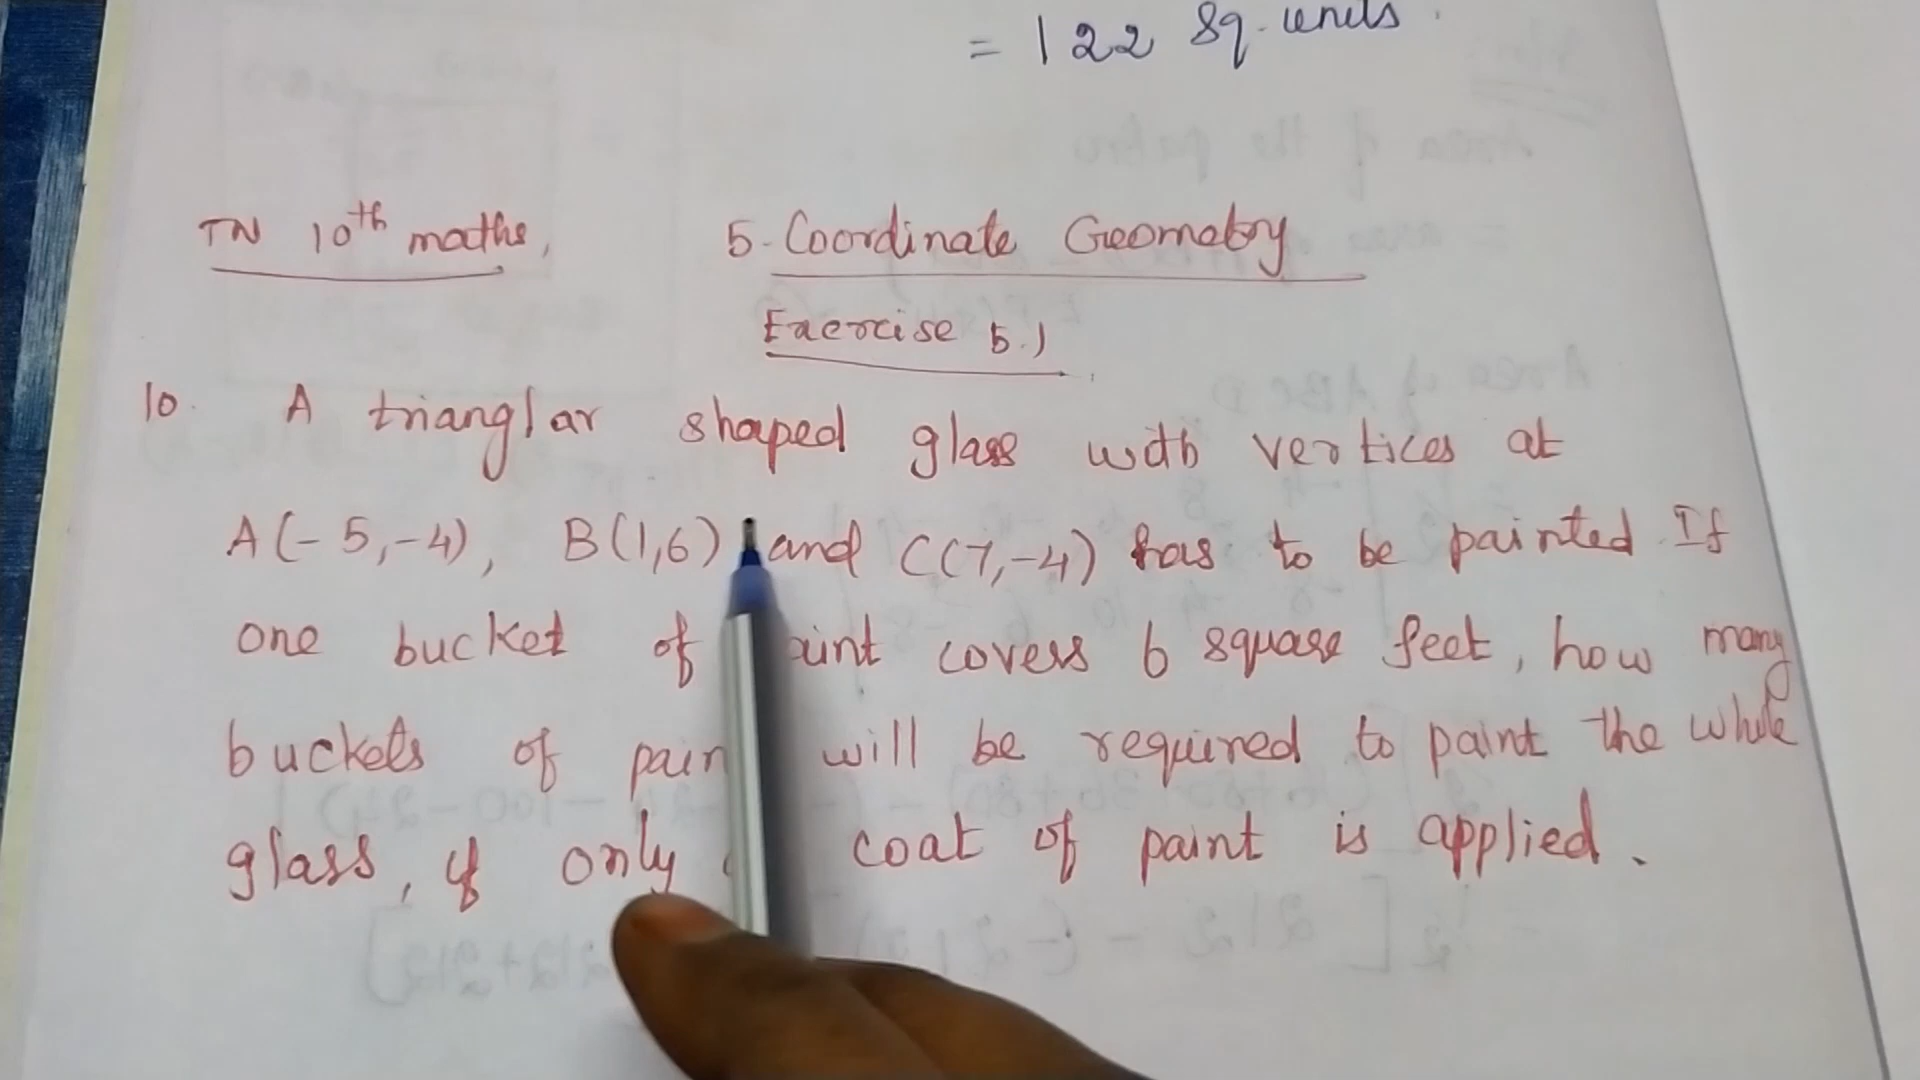 = 122 Sq. units.
TN 10th maths, 5. Coordinate Geometry
Exercise 5.1
10. A trianglar shaped glass with vertices at
A(-5,-4), B(1,6) and C(7,-4) has to be painted If
one bucket of covers 6 square feet, how many
buckets of will be required to paint the whole
glass, if only coat of paint is applied.